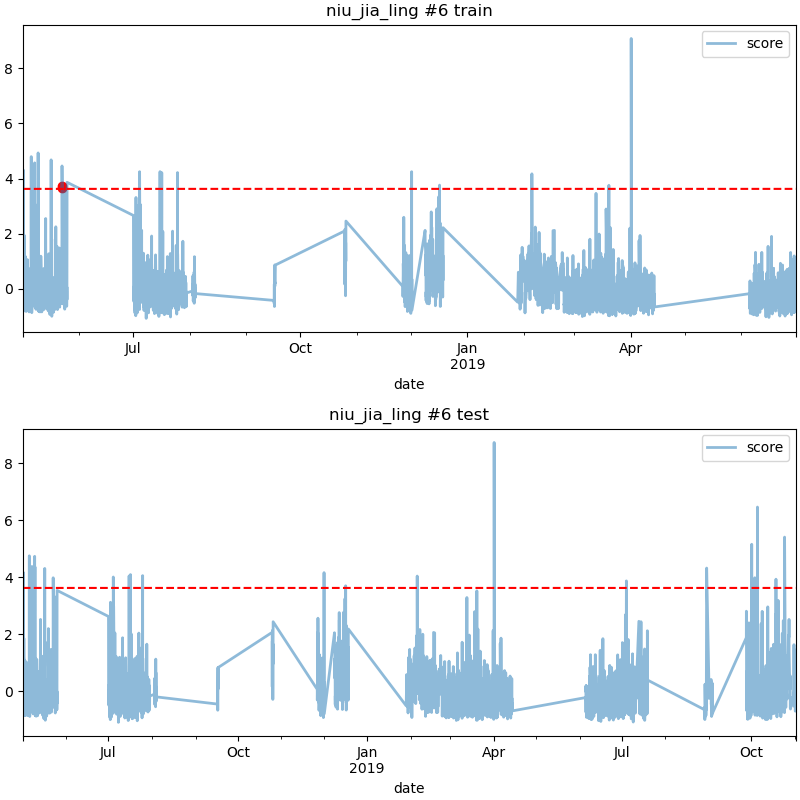 niu_jia_ling #6 train
score
8
6
4
2
0
Jul
Oct
Jan
2019
Apr
date
niu_jia_ling #6 test
score
8
6
4
2
0
Jul
Oct
Jan
2019
Apr
Jul
Oct
date